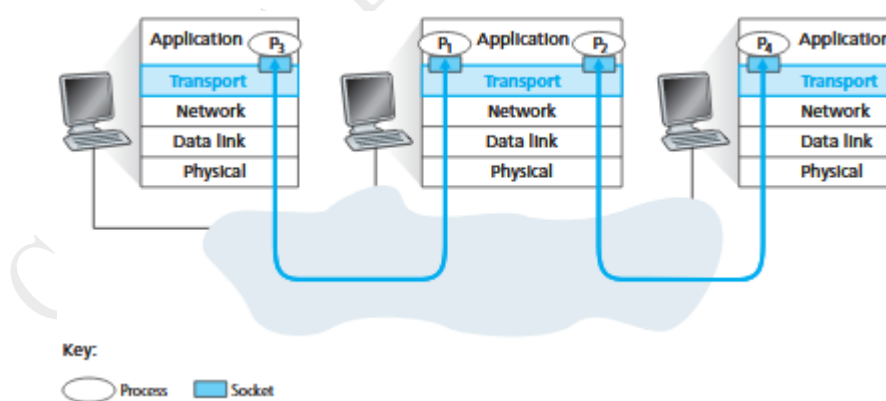 Application P3
Transport
Network
Data link
Physical
P1 Application P2
Transport
Network
Data link
Physical
P4 Application
Transport
Network
Data link
Physical
Key:
Process
Socket